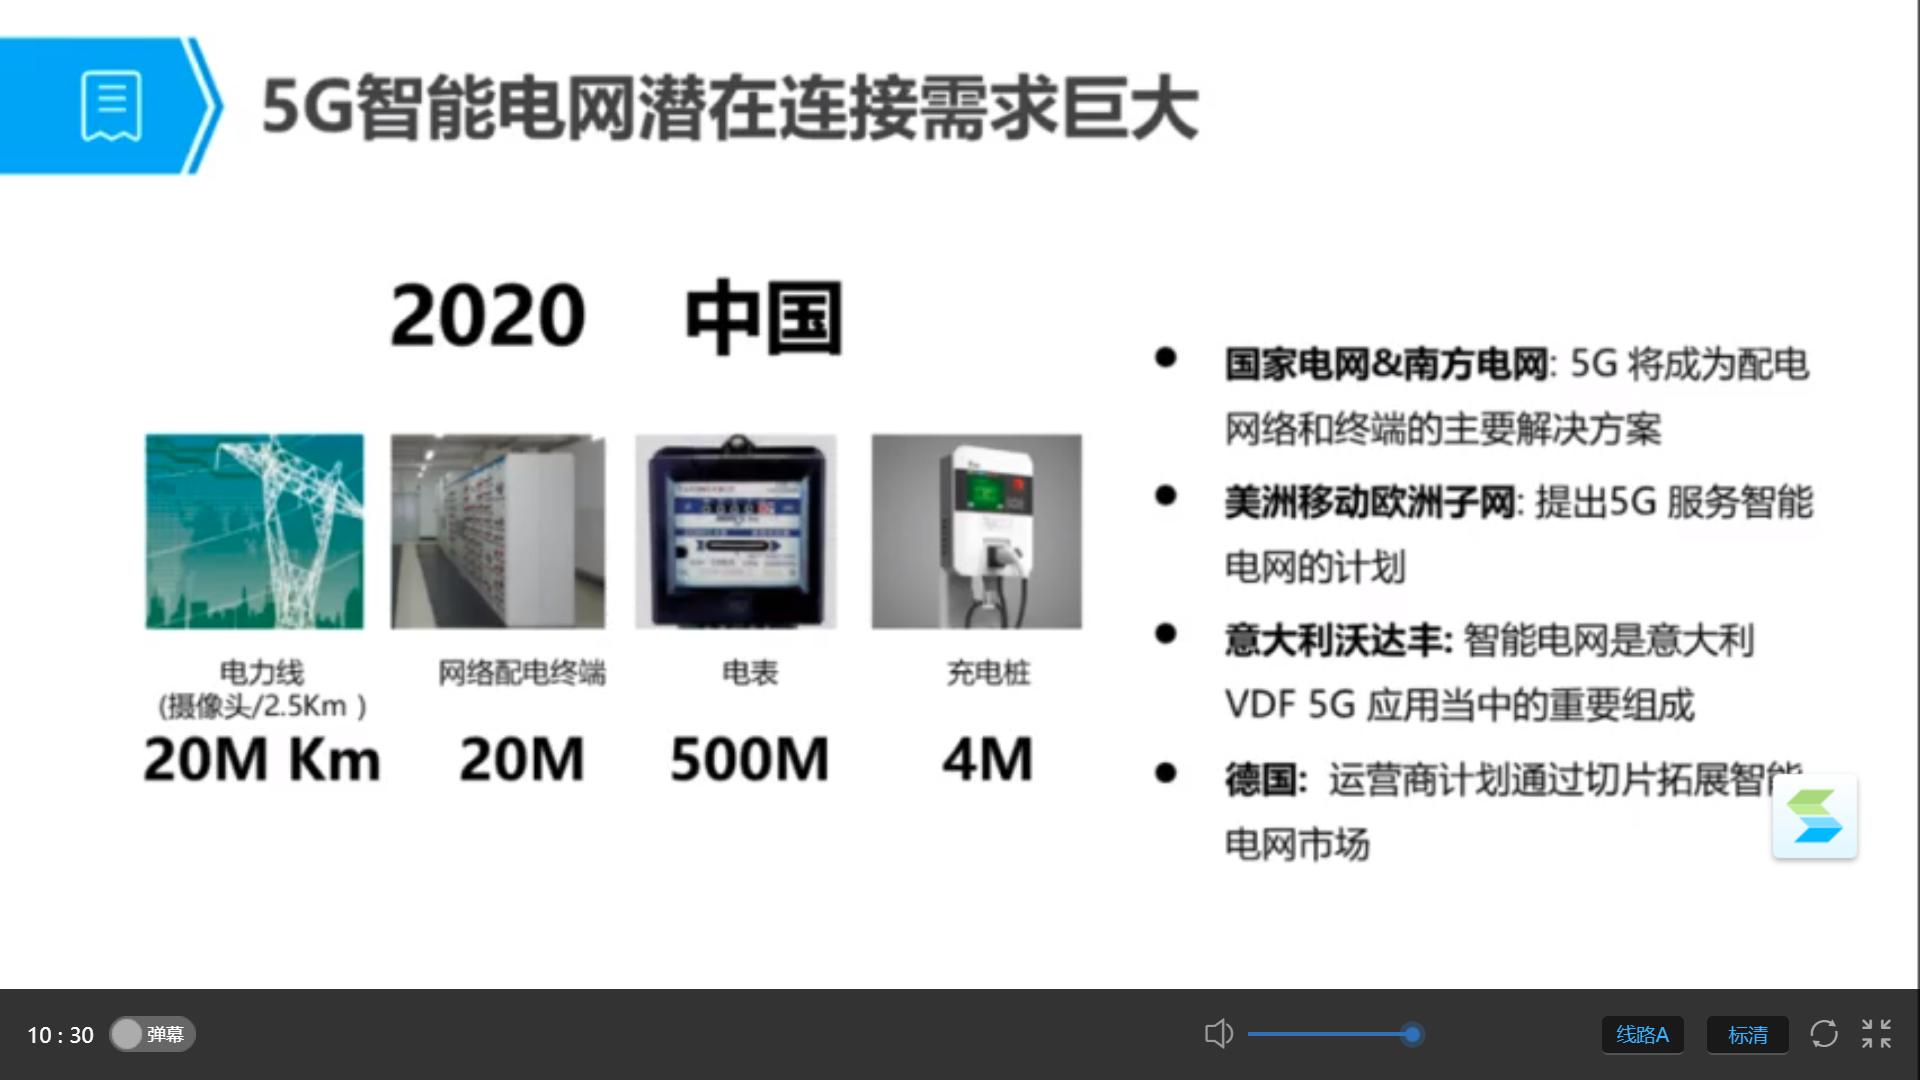 5G智能电网潜在连接需求巨大
2020 中国
电力线
(摄像头/2.5Km )
20M Km
网络配电终端
20M
电表
500M
充电桩
4M
国家电网&南方电网: 5G 将成为配电
网络和终端的主要解决方案
美洲移动欧洲子网: 提出5G 服务智能
电网的计划
意大利沃达丰: 智能电网是意大利
VDF 5G 应用当中的重要组成
德国: 运营商计划通过切片拓展智能
电网市场
10 : 30
弹幕
线路A
标清